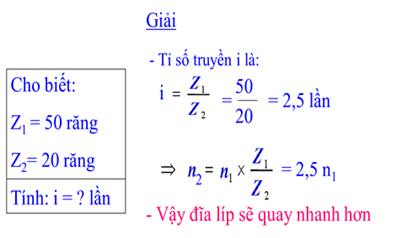 Giải
Cho biết:
Z₁ = 50 răng
Z₂= 20 răng
Tính: i = ? lần
- Tỉ số truyền i là:
i = Z₁/Z₂ = 50/20 = 2,5 lần
⇒ n₂ = n₁ × Z₁/Z₂ = 2,5 n₁
- Vậy đĩa líp sẽ quay nhanh hơn